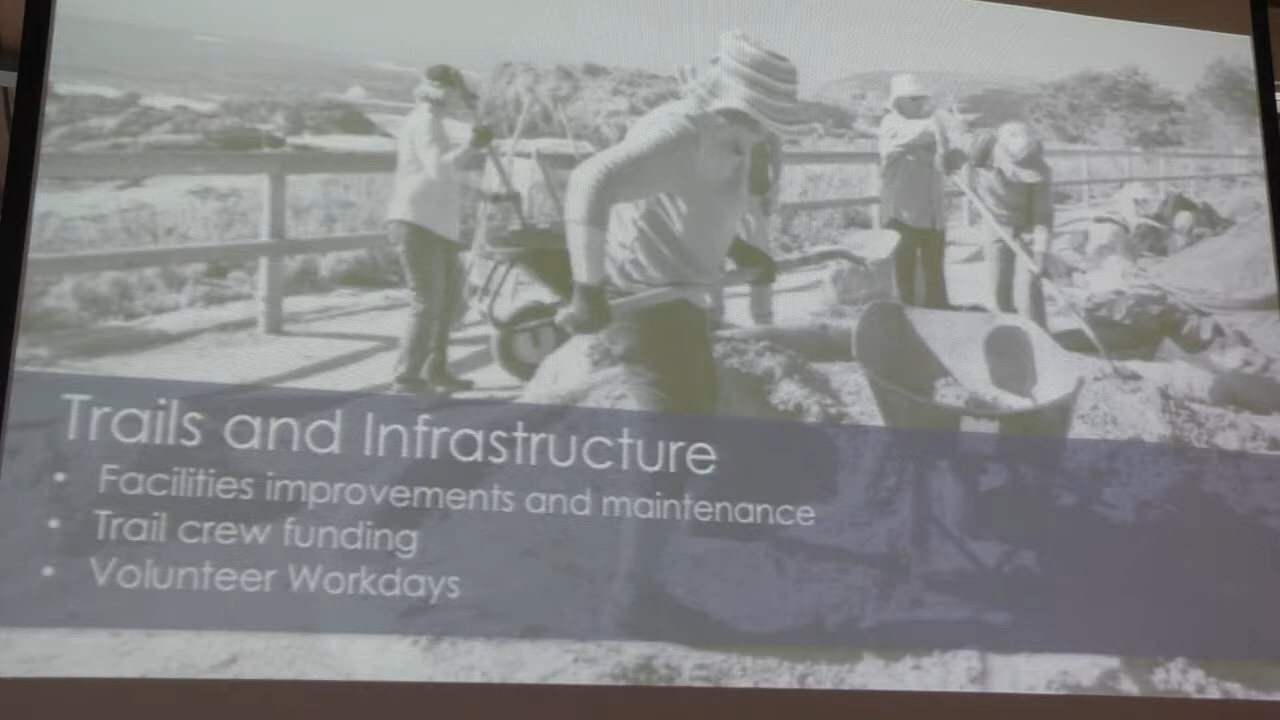 Trails and Infrastructure
• Facilities improvements and maintenance
• Trail crew funding
• Volunteer Workdays